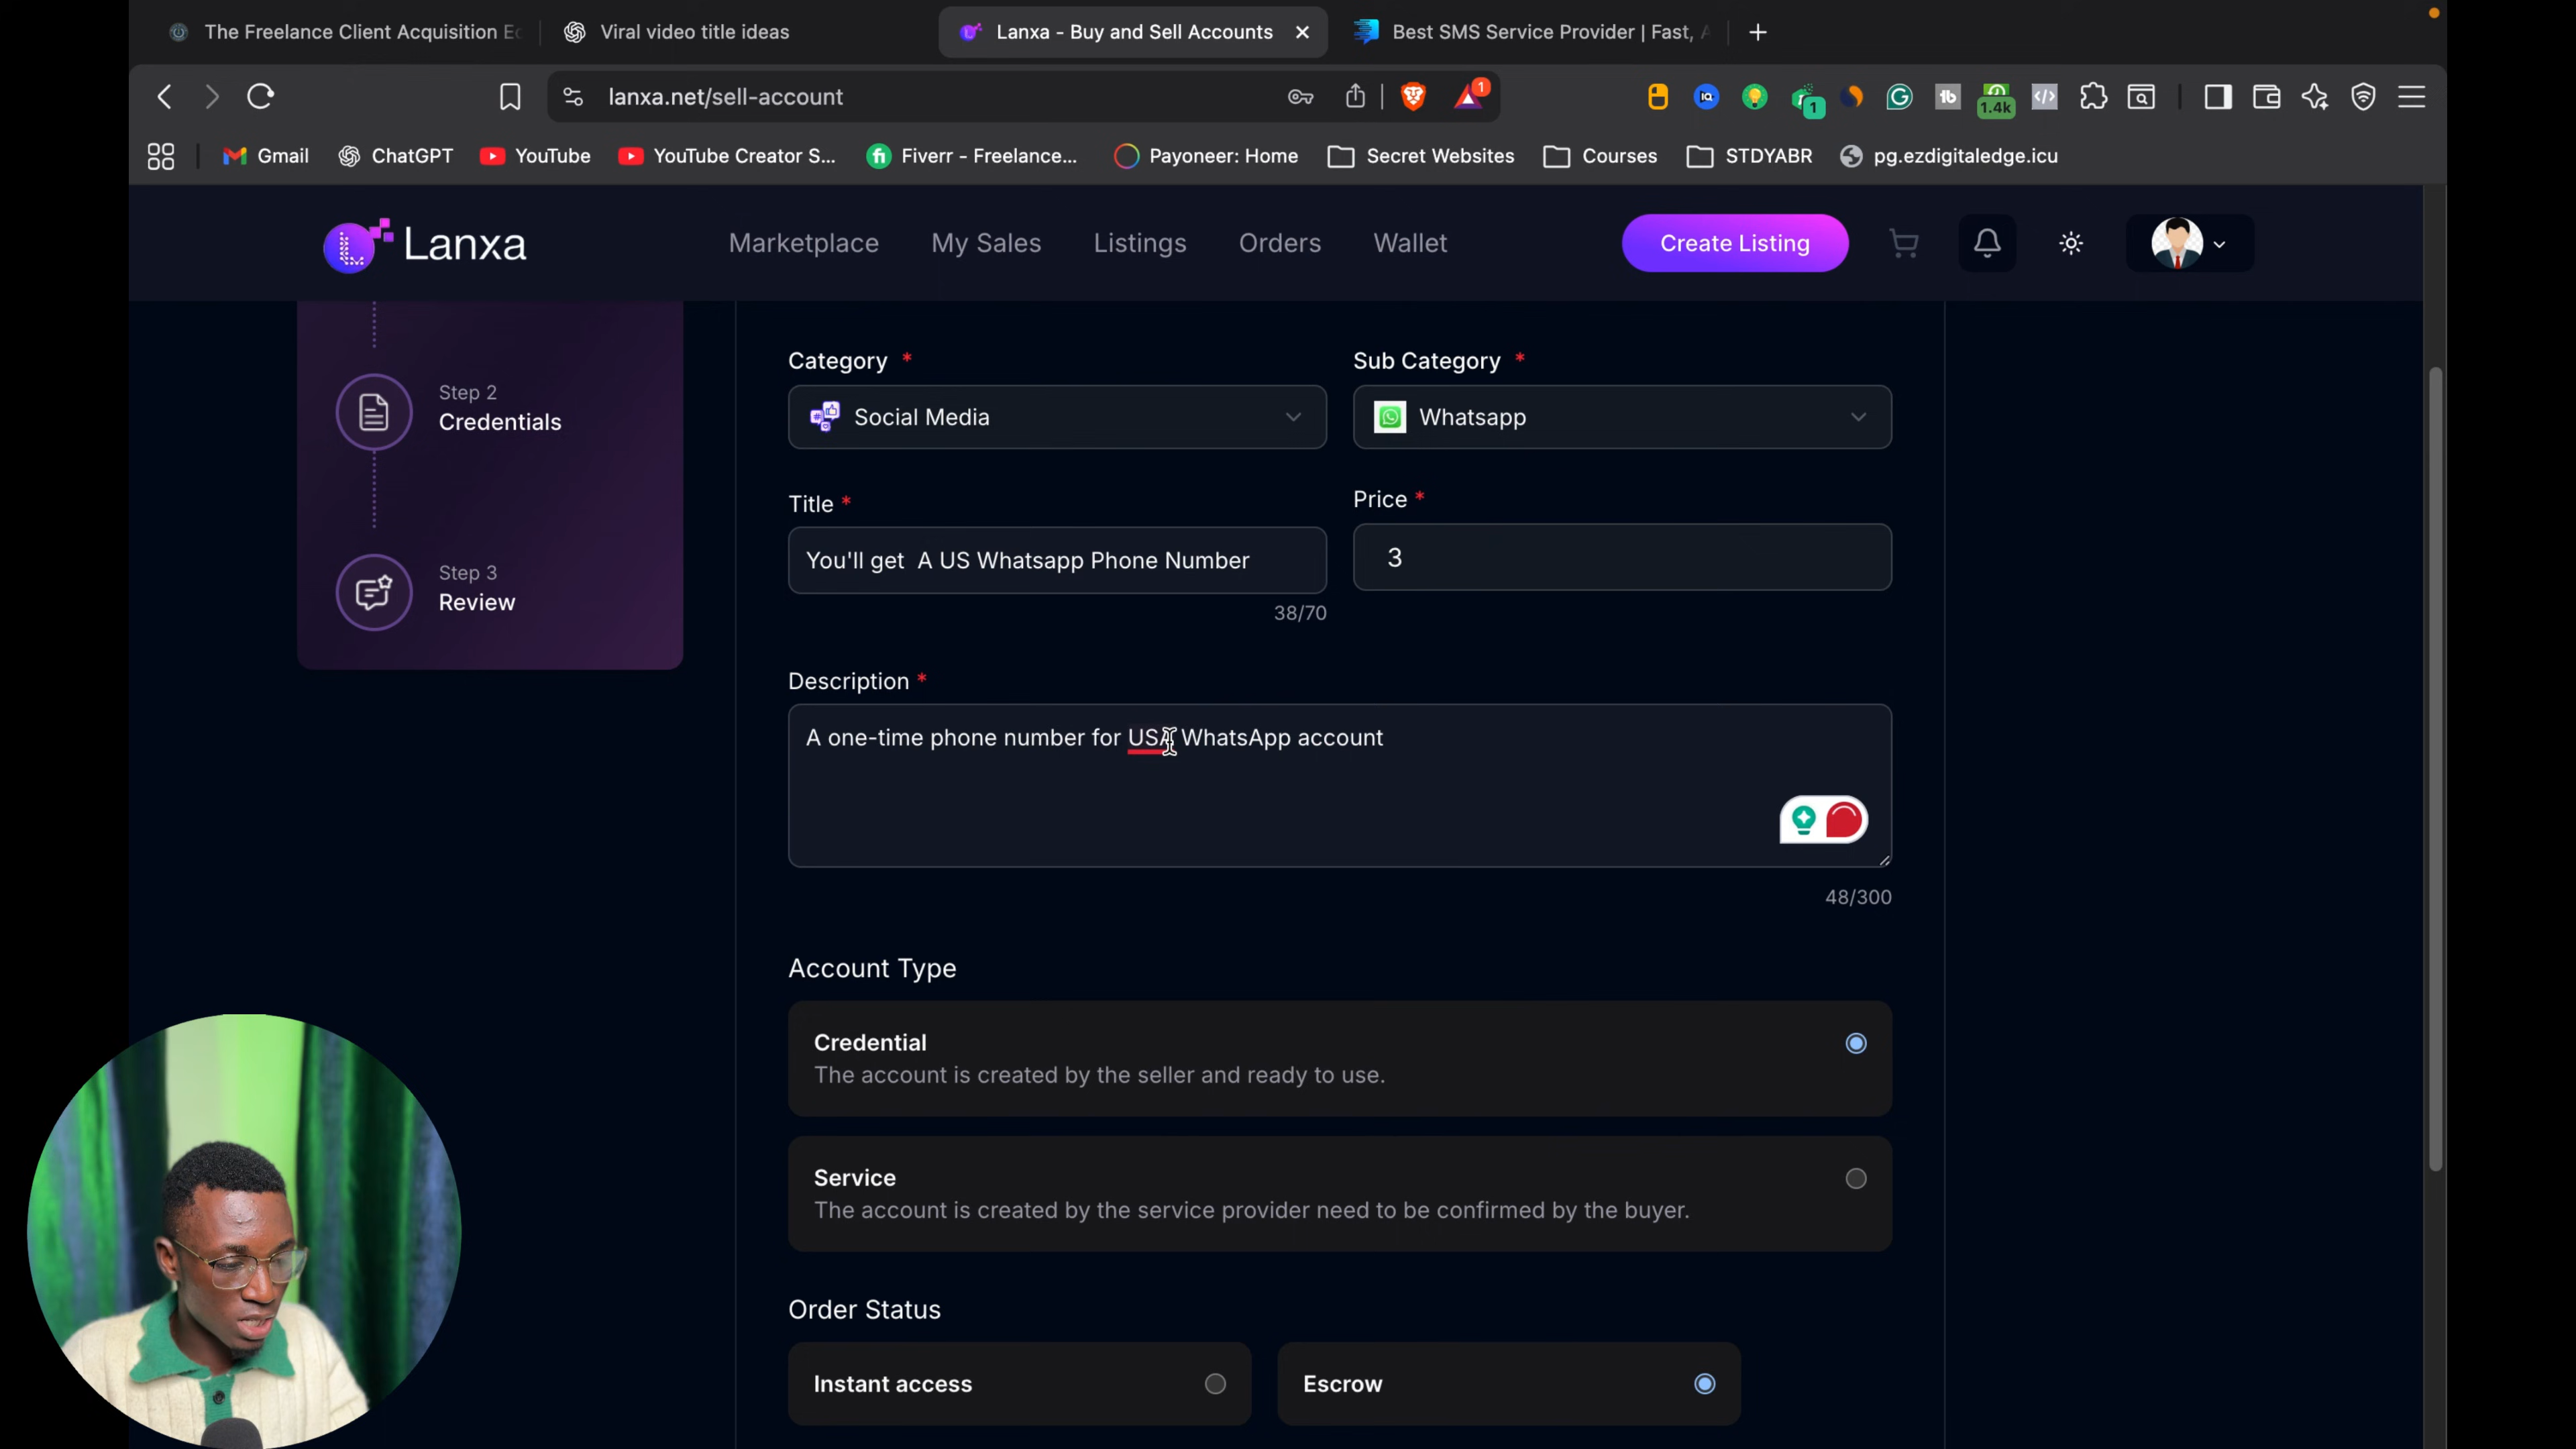 The Freelance Client Acquisition Ec
Viral video title ideas
Lanxa - Buy and Sell Accounts
Best SMS Service Provider | Fast, A
lanxa.net/sell-account
1
1
1.4k
Gmail
ChatGPT
YouTube
YouTube Creator S...
Fiverr - Freelance...
Payoneer: Home
Secret Websites
Courses
STDYABR
pg.ezdigitaledge.icu
Lanxa
Marketplace
My Sales
Listings
Orders
Wallet
Create Listing
Step 2
Credentials
Step 3
Review
Category *
Sub Category *
Social Media
Whatsapp
Title *
Price *
You'll get  A US Whatsapp Phone Number
3
38/70
Description *
A one-time phone number for USA WhatsApp account
48/300
Account Type
Credential
The account is created by the seller and ready to use.
Service
The account is created by the service provider need to be confirmed by the buyer.
Order Status
Instant access
Escrow